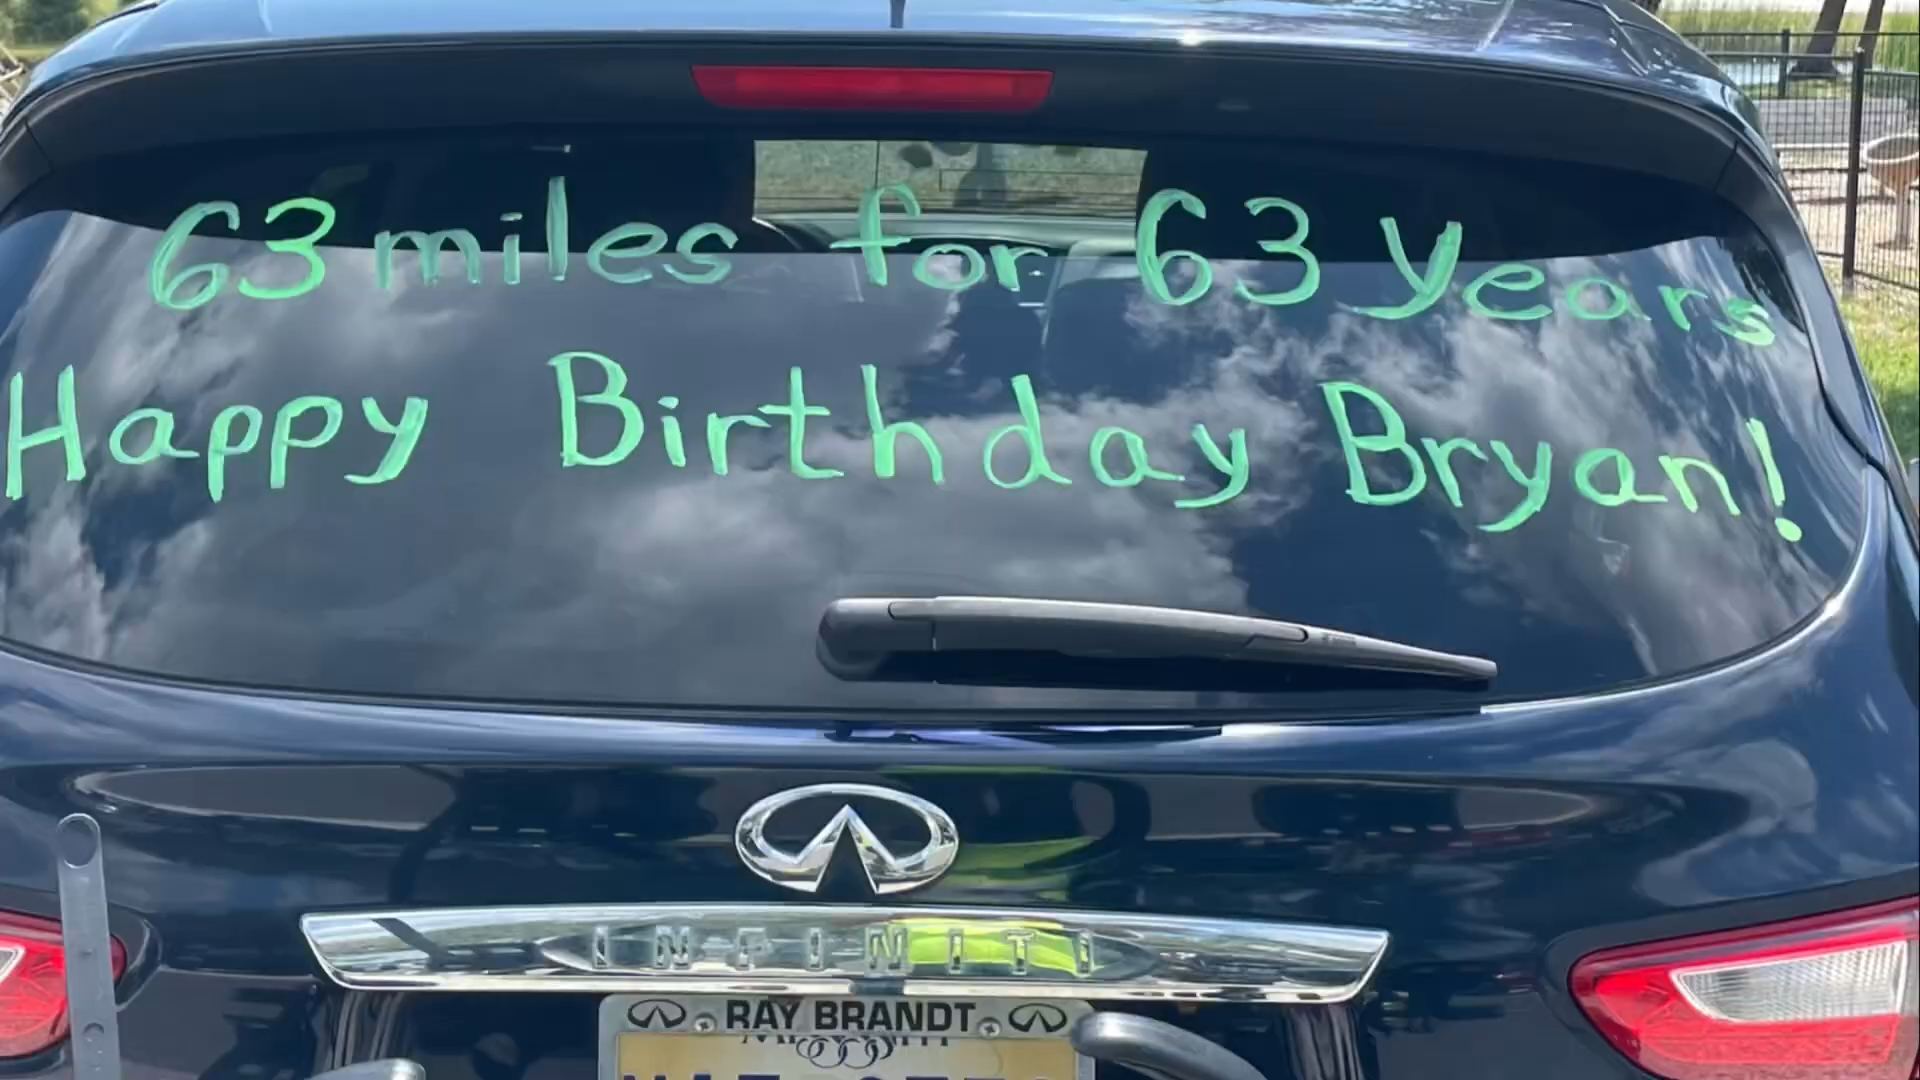 63 miles for 63 years
Happy Birthday Bryan!
INFINITI
RAY BRANDT